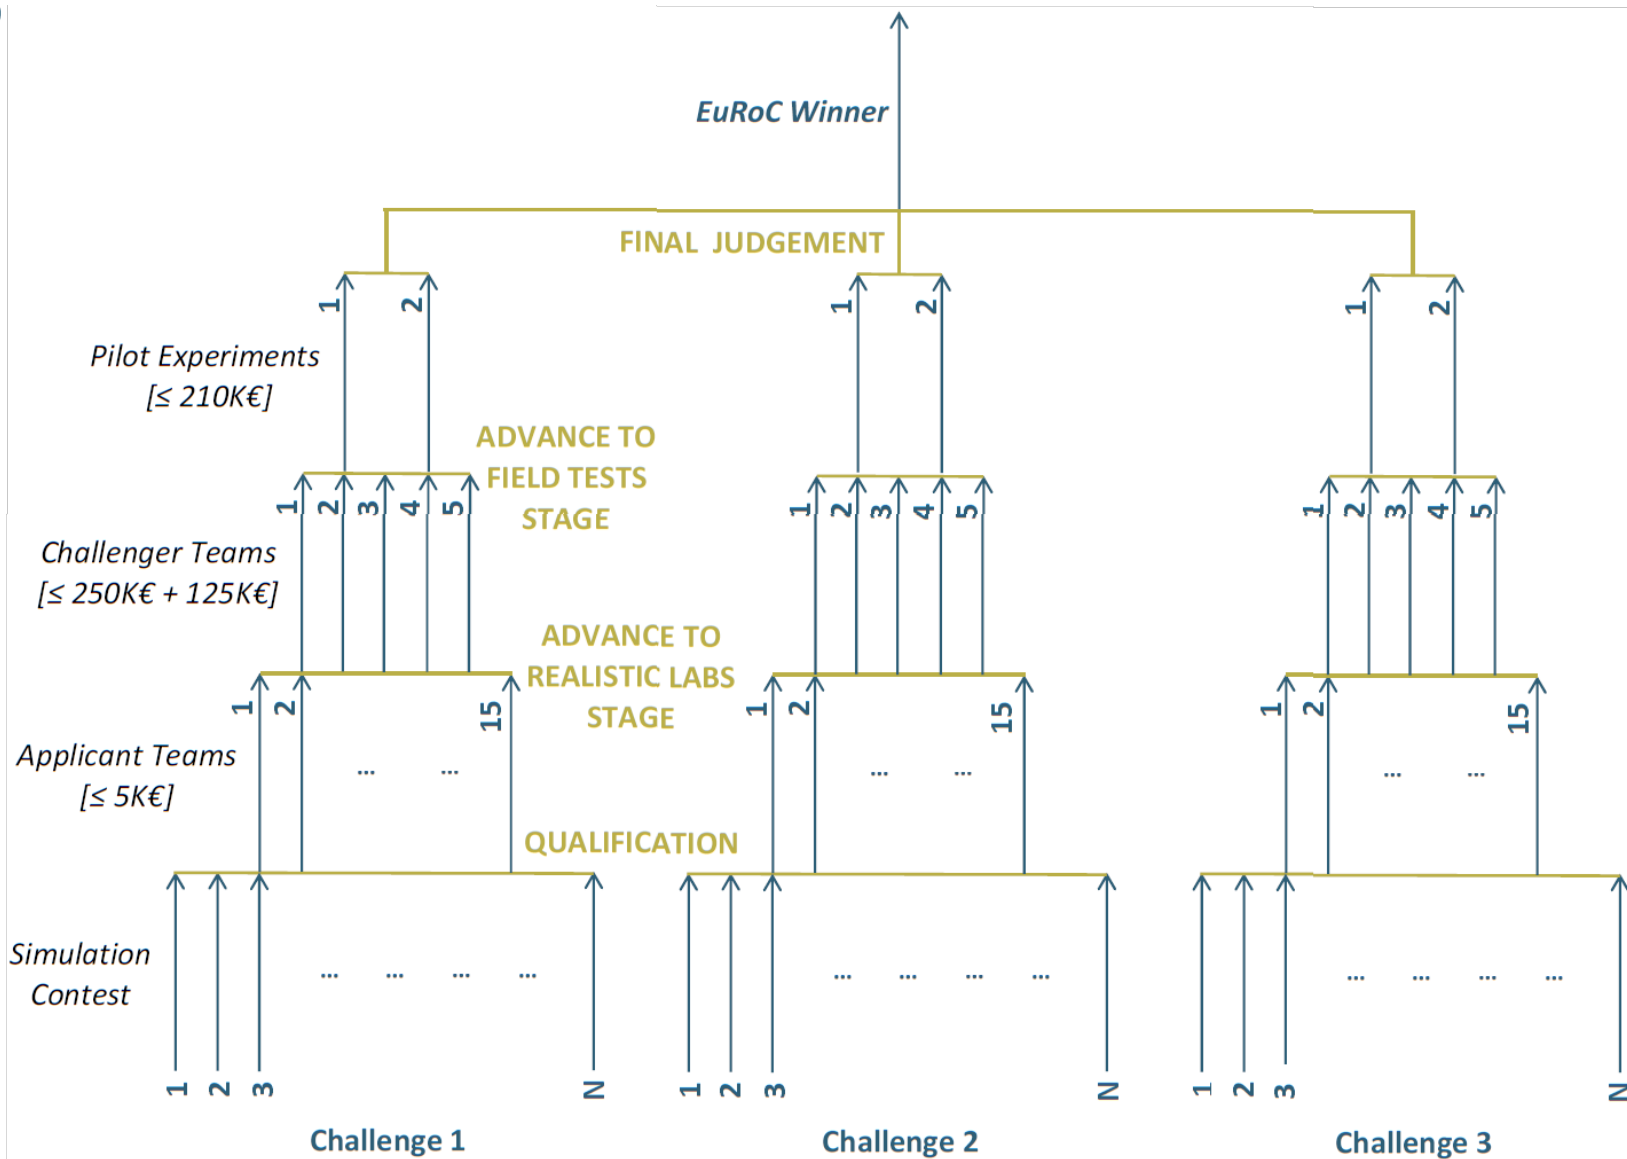 EuRoC Winner
FINAL JUDGEMENT
1 2 1 2 1 2
Pilot Experiments
[≤ 210K€]
ADVANCE TO
FIELD TESTS
STAGE
1 2 3 4 5 1 2 3 4 5 1 2 3 4 5
Challenger Teams
[≤ 250K€ + 125K€]
ADVANCE TO
REALISTIC LABS
STAGE
1 2 15 1 2 15 1 2 15
Applicant Teams
[≤ 5K€]
... ... ... ... ... ...
QUALIFICATION
Simulation
Contest
... ... ... ... ... ... ... ... ... ... ... ...
1 2 3 N 1 2 3 N 1 2 3 N
Challenge 1 Challenge 2 Challenge 3